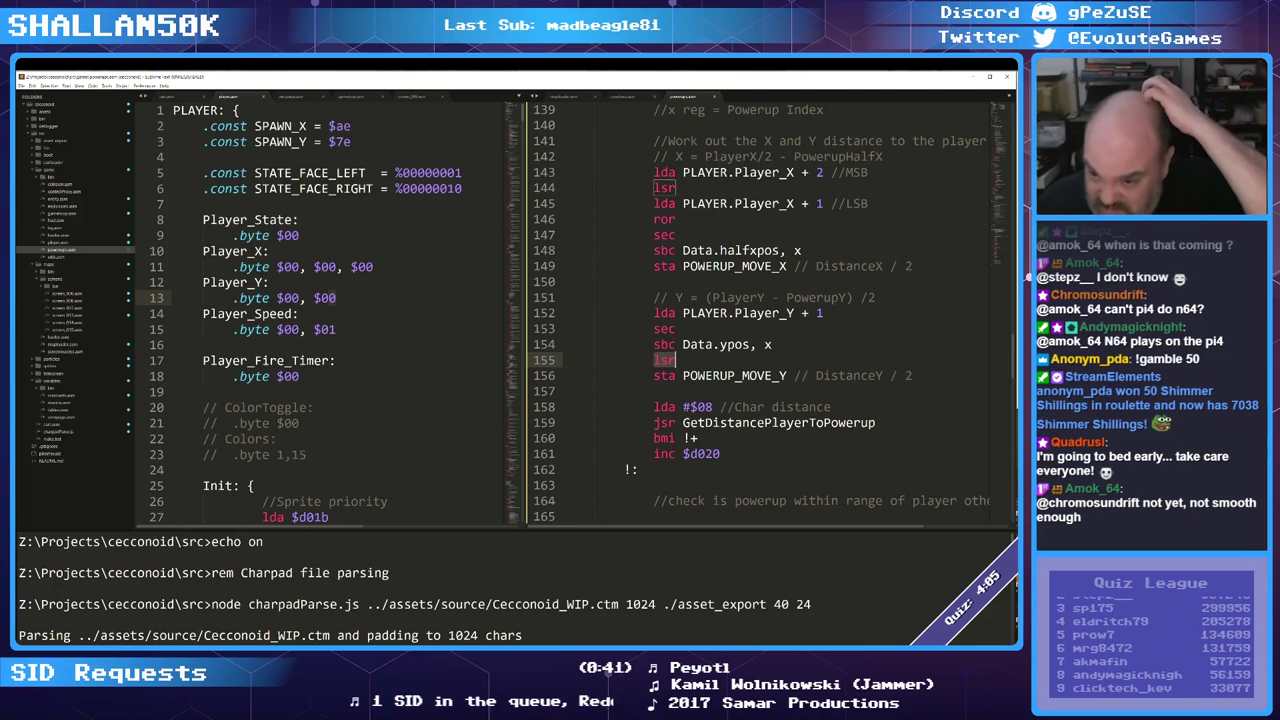 SHALLAN50K
Last Sub: madbeagle81
Discord gPeZuSE
Twitter @EvoluteGames
1 PLAYER: {
2 .const SPAWN_X = $ae
3 .const SPAWN_Y = $7e
4
5 .const STATE_FACE_LEFT = %00000001
6 .const STATE_FACE_RIGHT = %00000010
7
8 Player_State:
9 .byte $00
10 Player_X:
11 .byte $00, $00, $00
12 Player_Y:
13 .byte $00, $00
14 Player_Speed:
15 .byte $00, $01
16
17 Player_Fire_Timer:
18 .byte $00
19
20 // ColorToggle:
21 // .byte $00
22 // Colors:
23 // .byte 1,15
24
25 Init: {
26 //Sprite priority
27 lda $d01b
139 //x reg = Powerup Index
140
141 //Work out the X and Y distance to the player
142 // X = PlayerX/2 - PowerupHalfX
143 lda PLAYER.Player_X + 2 //MSB
144 lsr
145 lda PLAYER.Player_X + 1 //LSB
146 ror
147 sec
148 sbc Data.halfxpos, x
149 sta POWERUP_MOVE_X // DistanceX / 2
150
151 // Y = (PlayerY - PowerupY) /2
152 lda PLAYER.Player_Y + 1
153 sec
154 sbc Data.ypos, x
155 lsr
156 sta POWERUP_MOVE_Y // DistanceY / 2
157
158 lda #$08 //Char distance
159 jsr GetDistancePlayerToPowerup
160 bmi !+
161 inc $d020
162 !:
163
164 //check is powerup within range of player othe
165
Z:\Projects\cecconoid\src>echo on
Z:\Projects\cecconoid\src>rem Charpad file parsing
Z:\Projects\cecconoid\src>node charpadParse.js ../assets/source/Cecconoid_WIP.ctm 1024 ./asset_export 40 24
Parsing ../assets/source/Cecconoid_WIP.ctm and padding to 1024 chars
Quiz: 4:05
Stepz__:
@amok_64 when is that coming ?
Amok_64:
@stepz__ I don't know
Chromosundrift:
@amok_64 can't pi4 do n64?
Andymagicknight:
@amok_64 N64 plays on the pi4
Anonym_pda: !gamble 50
StreamElements
anonym_pda won 50 Shimmer
Shillings in roulette and now has 7038
Shimmer Shillings!
Quadrusl:
I'm going to bed early... take care
everyone!
Amok_64:
@chromosundrift not yet, not smooth
enough
Quiz League
3 sp175 299956
4 eldritch79 205278
5 prow7 134609
6 mrg8472 131759
7 akmafin 57722
8 andymagicknigh 56159
9 clicktech_kev 33077
SID Requests
(0:41) Peyotl
Kamil Wolnikowski (Jammer)
2017 Samar Productions
1 SID in the queue,